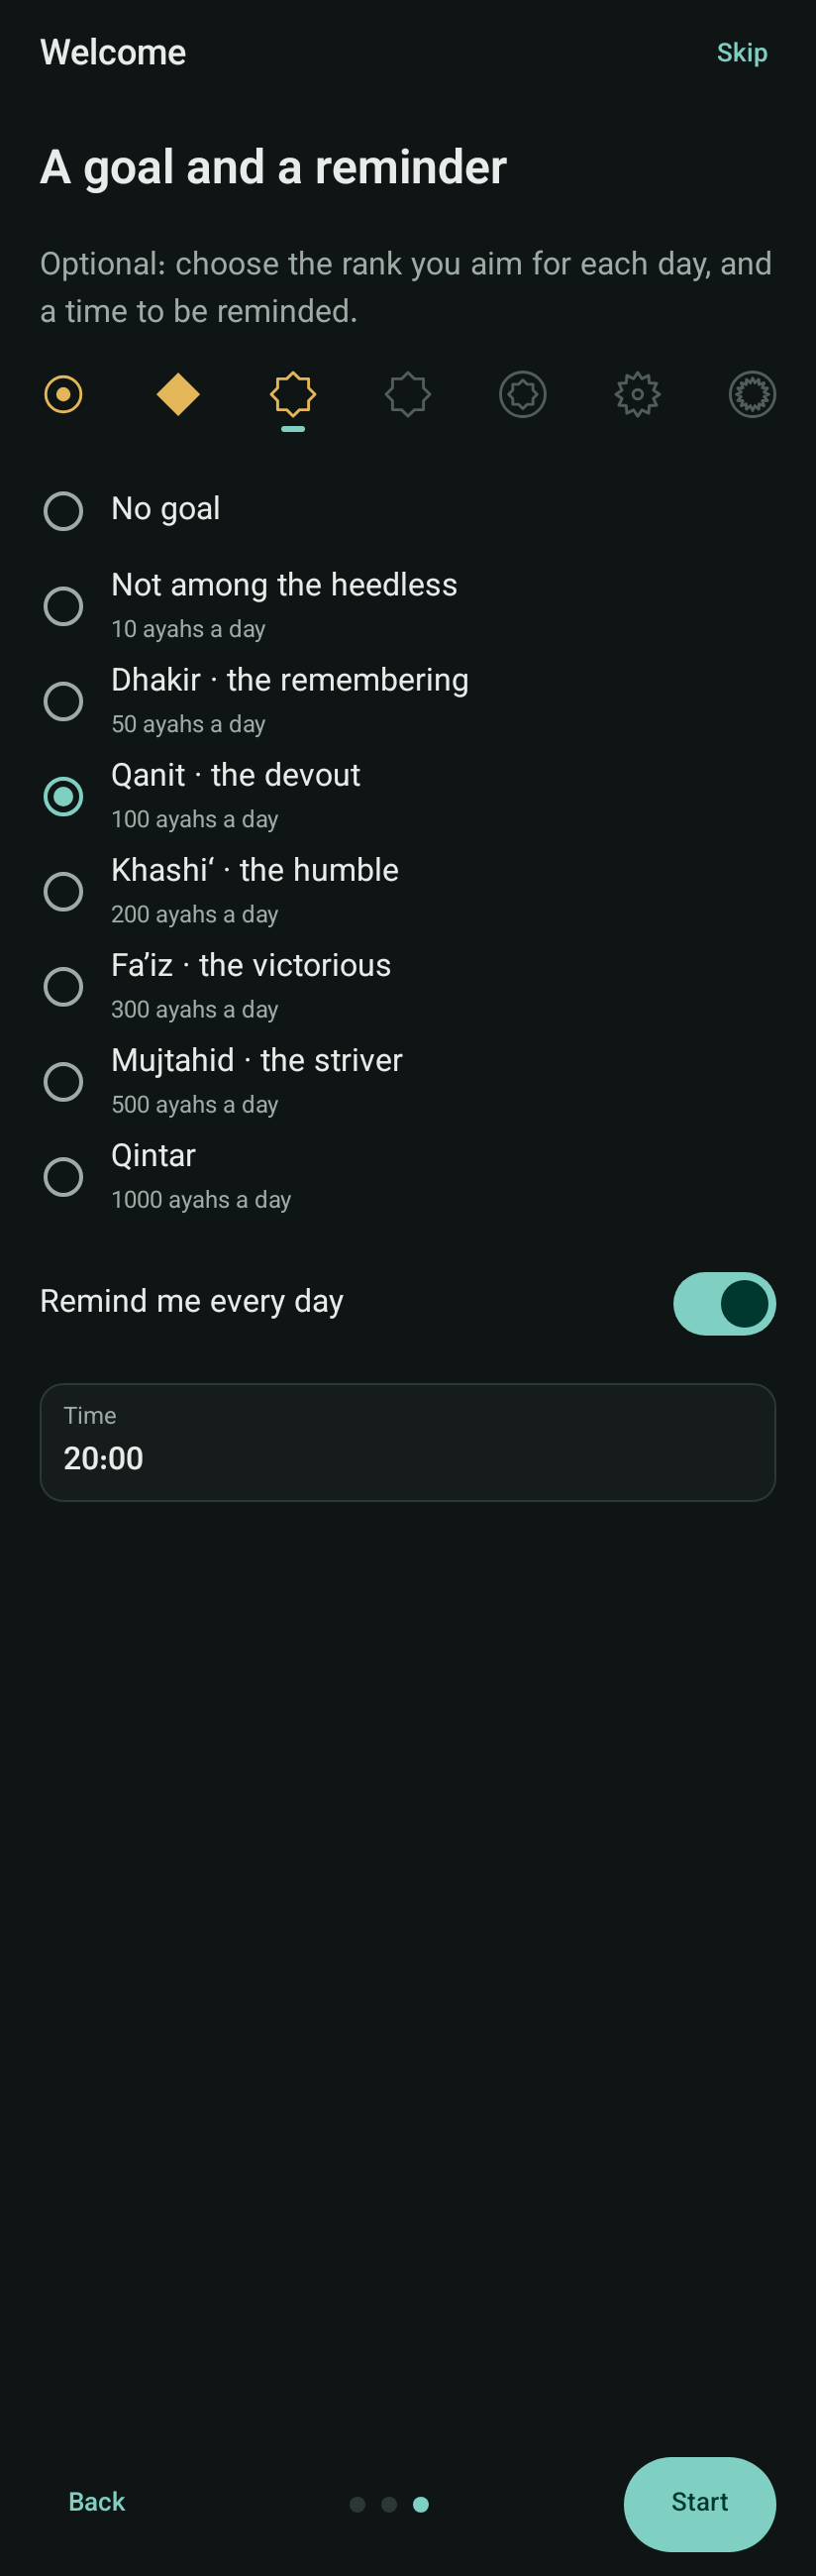 Welcome
Skip
A goal and a reminder
Optional: choose the rank you aim for each day, and
a time to be reminded.
No goal
Not among the heedless
10 ayahs a day
Dhakir · the remembering
50 ayahs a day
Qanit · the devout
100 ayahs a day
Khashi‘ · the humble
200 ayahs a day
Fa’iz · the victorious
300 ayahs a day
Mujtahid · the striver
500 ayahs a day
Qintar
1000 ayahs a day
Remind me every day
Time
20:00
Back
Start